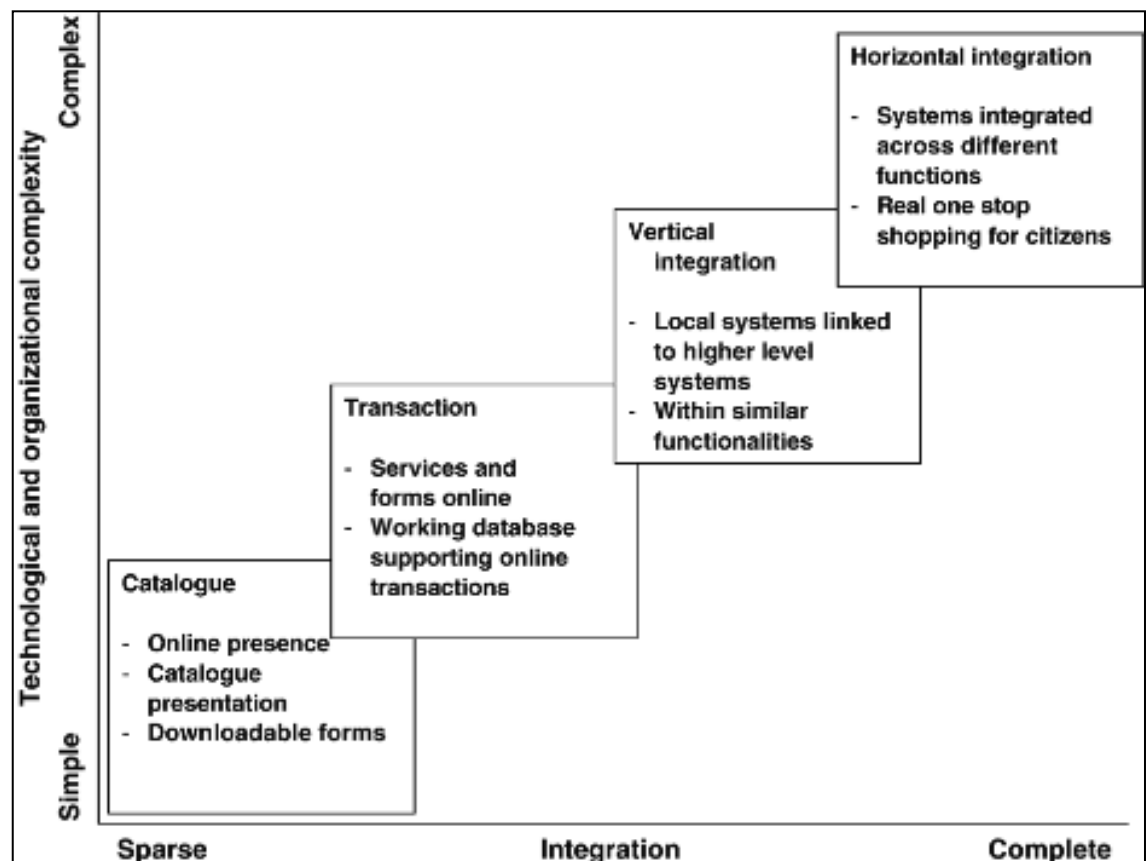 Technological and organizational complexity
Complex
Simple
Horizontal integration
- Systems integrated
across different
functions
- Real one stop
shopping for citizens
Vertical
integration
- Local systems linked
to higher level
systems
- Within similar
functionalities
Transaction
- Services and
forms online
- Working database
supporting online
transactions
Catalogue
- Online presence
- Catalogue
presentation
- Downloadable forms
Sparse
Integration
Complete